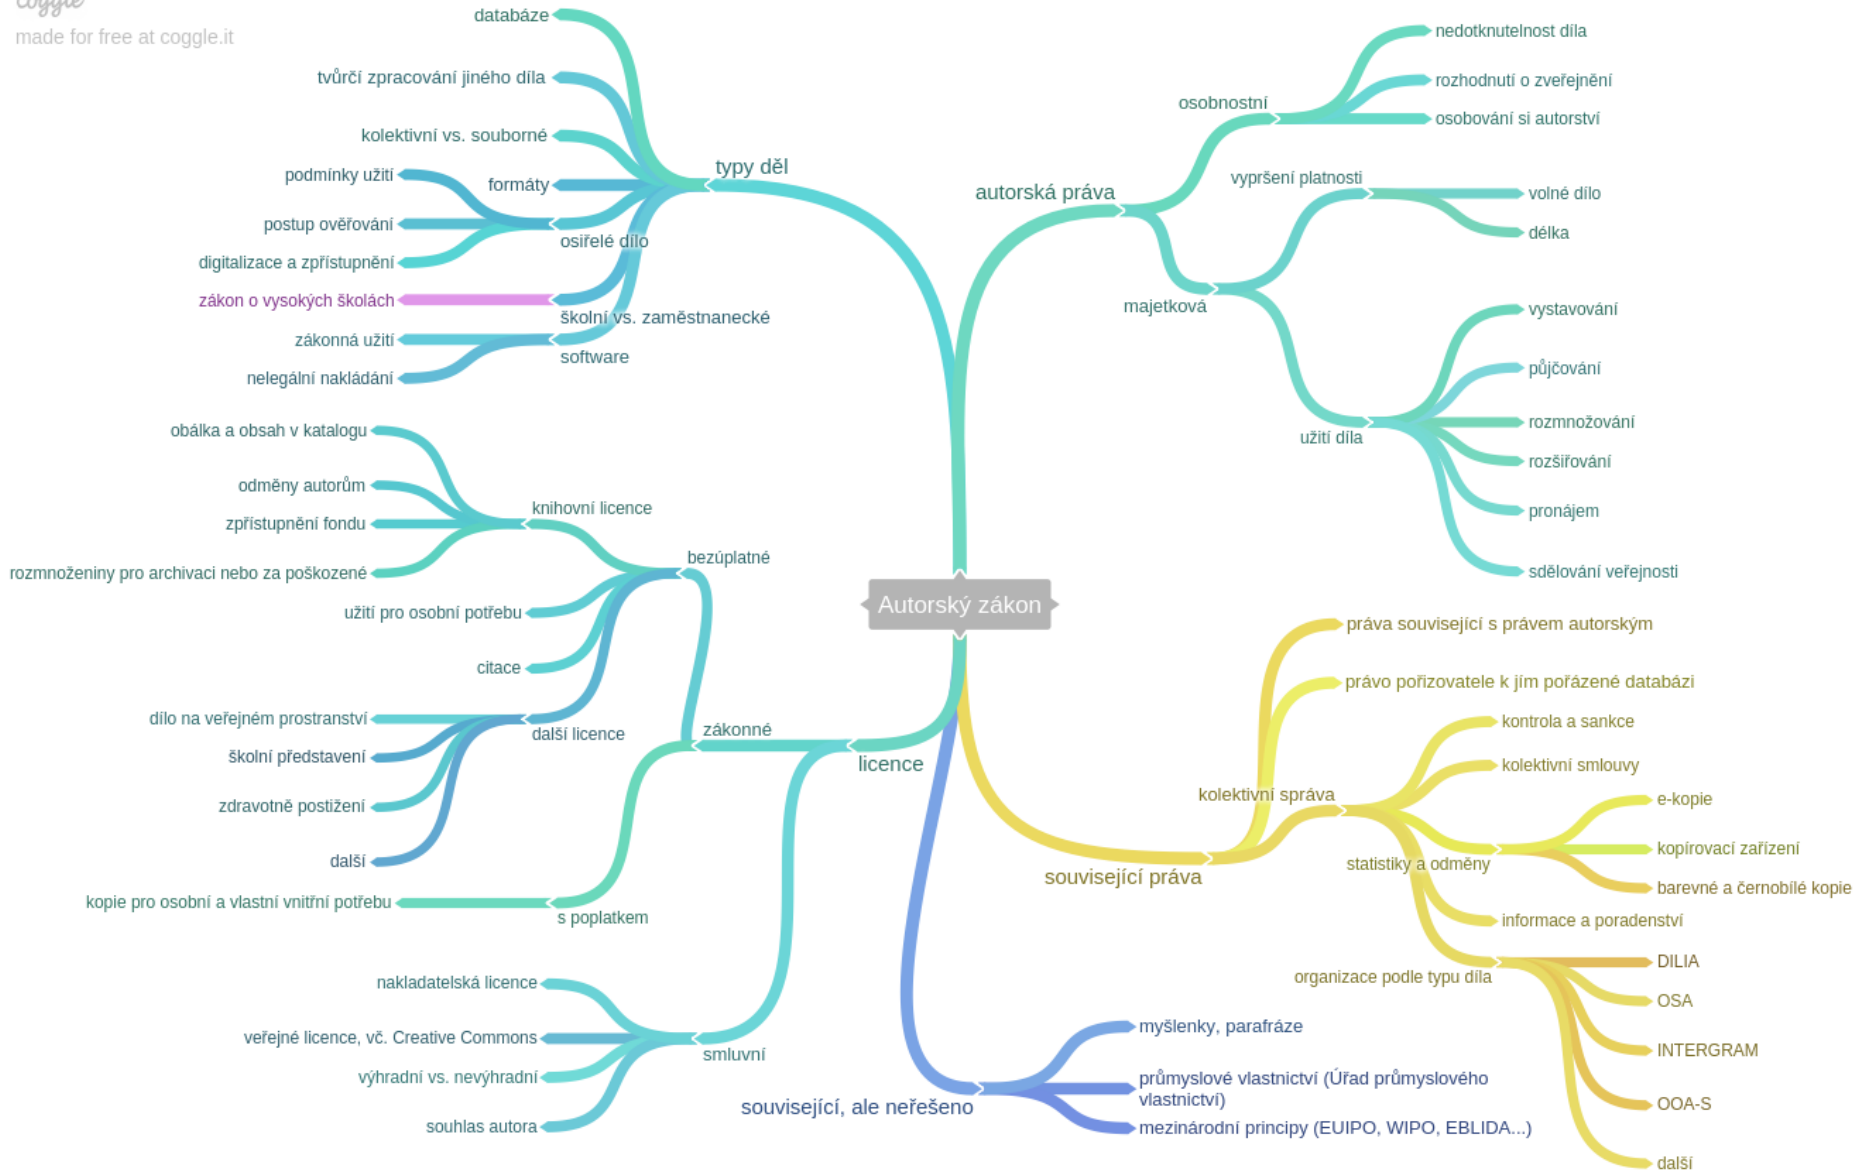 coggle
made for free at coggle.it
Autorský zákon
typy děl
databáze
tvůrčí zpracování jiného díla
kolektivní vs. souborné
formáty
osiřelé dílo
podmínky užití
postup ověřování
digitalizace a zpřístupnění
školní vs. zaměstnanecké
zákon o vysokých školách
software
zákonná užití
nelegální nakládání
licence
zákonné
bezúplatné
knihovní licence
obálka a obsah v katalogu
odměny autorům
zpřístupnění fondu
rozmnoženiny pro archivaci nebo za poškozené
užití pro osobní potřebu
citace
další licence
dílo na veřejném prostranství
školní představení
zdravotně postižení
další
s poplatkem
kopie pro osobní a vlastní vnitřní potřebu
smluvní
nakladatelská licence
veřejné licence, vč. Creative Commons
výhradní vs. nevýhradní
souhlas autora
autorská práva
osobnostní
nedotknutelnost díla
rozhodnutí o zveřejnění
osobování si autorství
majetková
vypršení platnosti
volné dílo
délka
užití díla
vystavování
půjčování
rozmnožování
rozšiřování
pronájem
sdělování veřejnosti
související práva
práva související s právem autorským
právo pořizovatele k jím pořázené databázi
kolektivní správa
kontrola a sankce
kolektivní smlouvy
statistiky a odměny
e-kopie
kopírovací zařízení
barevné a černobílé kopie
informace a poradenství
organizace podle typu díla
DILIA
OSA
INTERGRAM
OOA-S
další
související, ale neřešeno
myšlenky, parafráze
průmyslové vlastnictví (Úřad průmyslového
vlastnictví)
mezinárodní principy (EUIPO, WIPO, EBLIDA...)